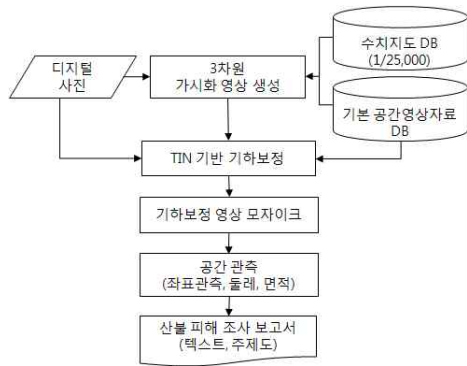 디지털
사진
3차원
가시화 영상 생성
수치지도 DB
(1/25,000)
기본 공간영상자료
DB
TIN 기반 기하보정
기하보정 영상 모자이크
공간 관측
(좌표관측, 둘레, 면적)
산불 피해 조사 보고서
(텍스트, 주제도)